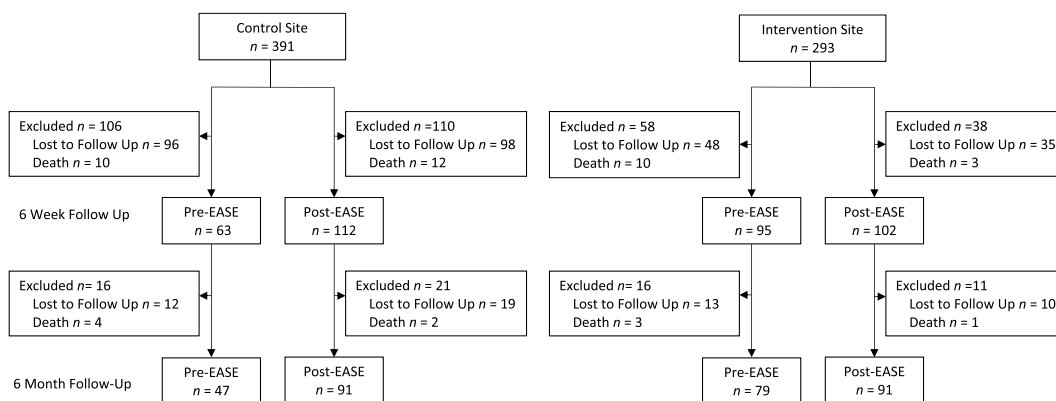 Control Site
n = 391
Intervention Site
n = 293
Excluded n = 106
Lost to Follow Up n = 96
Death n = 10
Excluded n =110
Lost to Follow Up n = 98
Death n = 12
Excluded n = 58
Lost to Follow Up n = 48
Death n = 10
Excluded n =38
Lost to Follow Up n = 35
Death n = 3
6 Week Follow Up
Pre-EASE
n = 63
Post-EASE
n = 112
Pre-EASE
n = 95
Post-EASE
n = 102
Excluded n= 16
Lost to Follow Up n = 12
Death n = 4
Excluded n = 21
Lost to Follow Up n = 19
Death n = 2
Excluded n= 16
Lost to Follow Up n = 13
Death n = 3
Excluded n =11
Lost to Follow Up n = 10
Death n = 1
6 Month Follow-Up
Pre-EASE
n = 47
Post-EASE
n = 91
Pre-EASE
n = 79
Post-EASE
n = 91